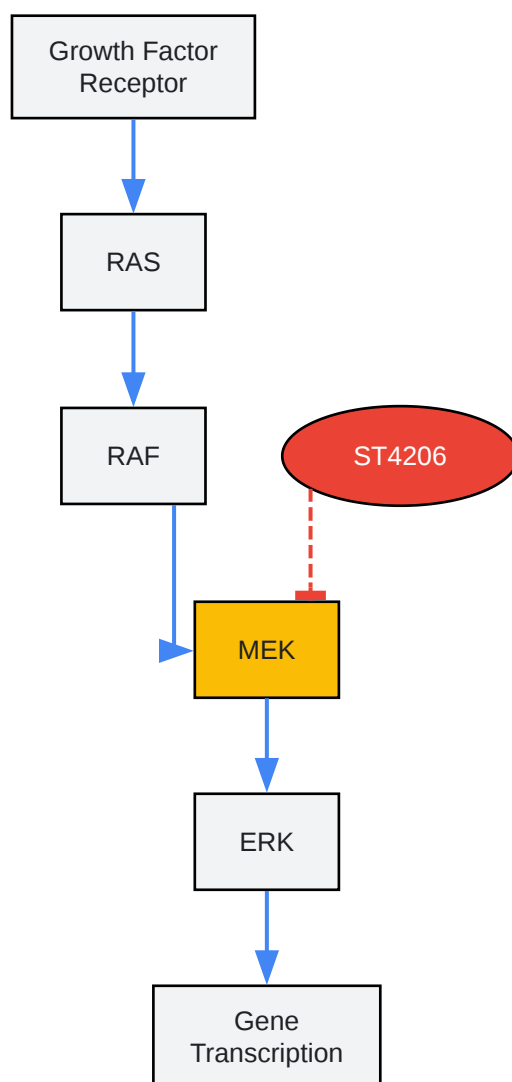 Growth Factor
Receptor
RAS
RAF
ST4206
MEK
ERK
Gene
Transcription